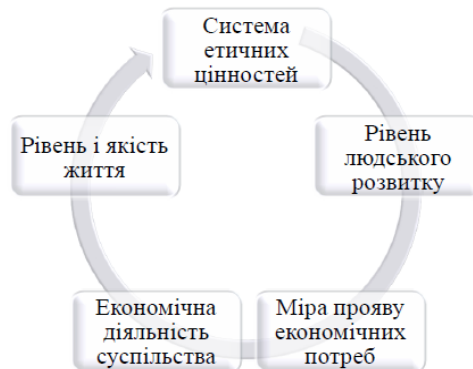 Система
етичних
цінностей
Рівень
людського
розвитку
Міра прояву
економічних
потреб
Економічна
діяльність
суспільства
Рівень і якість
життя